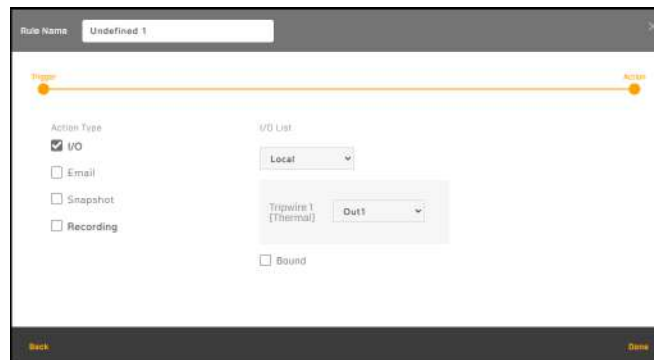 Rule Name Undefined 1
Trigger Action
Action Type I/O List
I/O
Local
Email
Snapshot
Tripwire 1
(Thermal)
Out1
Recording
Bound
Back Done